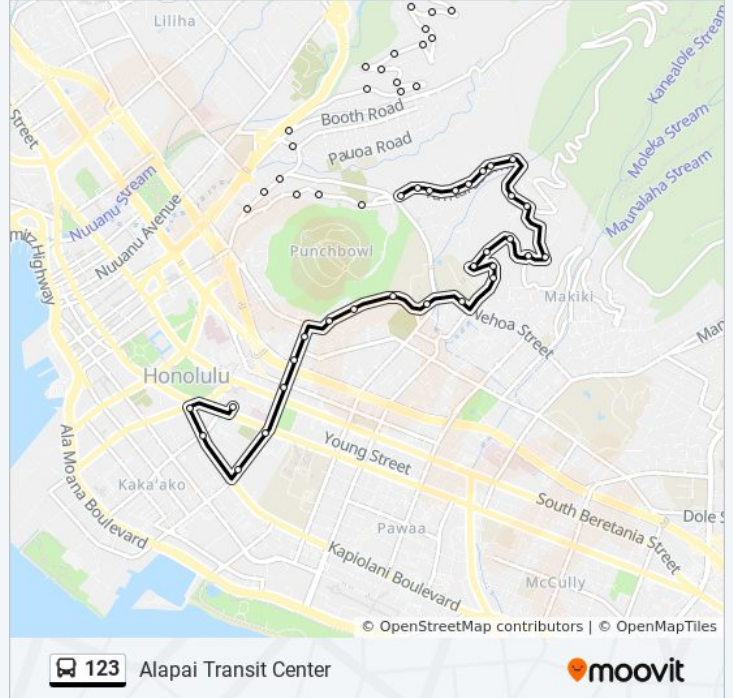 Liliha
Kanealole Stream
Street
Booth Road
Pauoa Road
Moleka Stream
Maunalaha Stream
Nuuanu Stream
Nuuanu Avenue
Highway
Punchbowl
Makiki
Nehoa Street
Honolulu
Ala Moana Boulevard
Young Street
Kaka'ako
South Beretania Street
Dole
Pawaa
Kapiolani Boulevard
McCully
© OpenStreetMap contributors | © OpenMapTiles
123 Alapai Transit Center
moovit